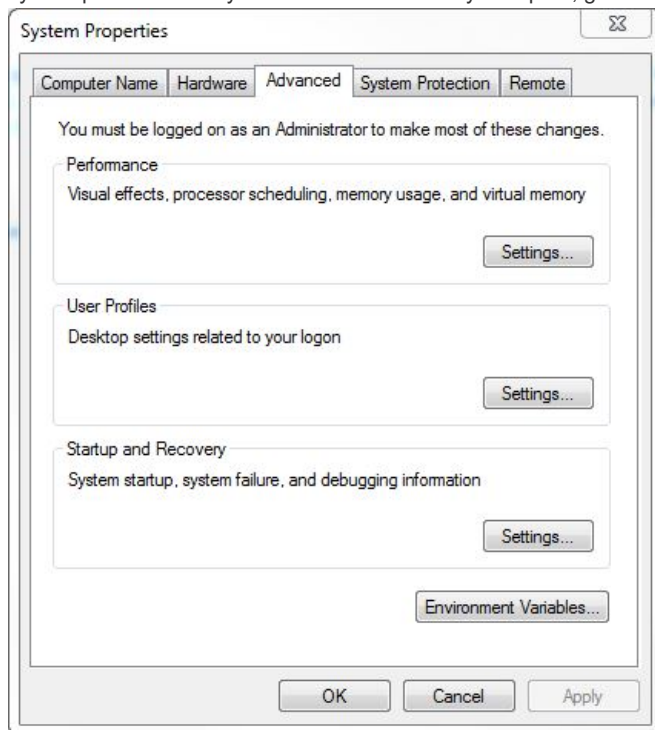 System Properties
Computer Name Hardware Advanced System Protection Remote
You must be logged on as an Administrator to make most of these changes.
Performance
Visual effects, processor scheduling, memory usage, and virtual memory
Settings...
User Profiles
Desktop settings related to your logon
Settings...
Startup and Recovery
System startup, system failure, and debugging information
Settings...
Environment Variables...
OK Cancel Apply